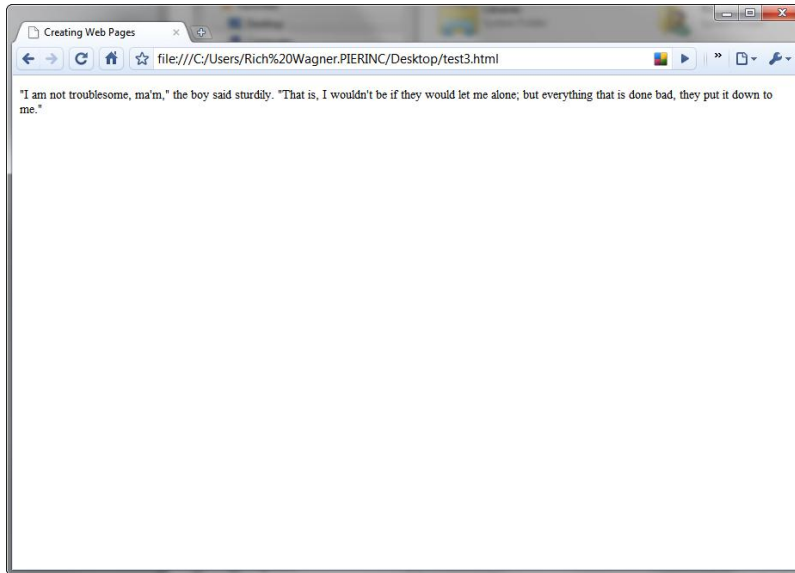 Creating Web Pages
file:///C:/Users/Rich%20Wagner.PIERINC/Desktop/test3.html
"I am not troublesome, ma'm," the boy said sturdily. "That is, I wouldn't be if they would let me alone; but everything that is done bad, they put it down to
me."